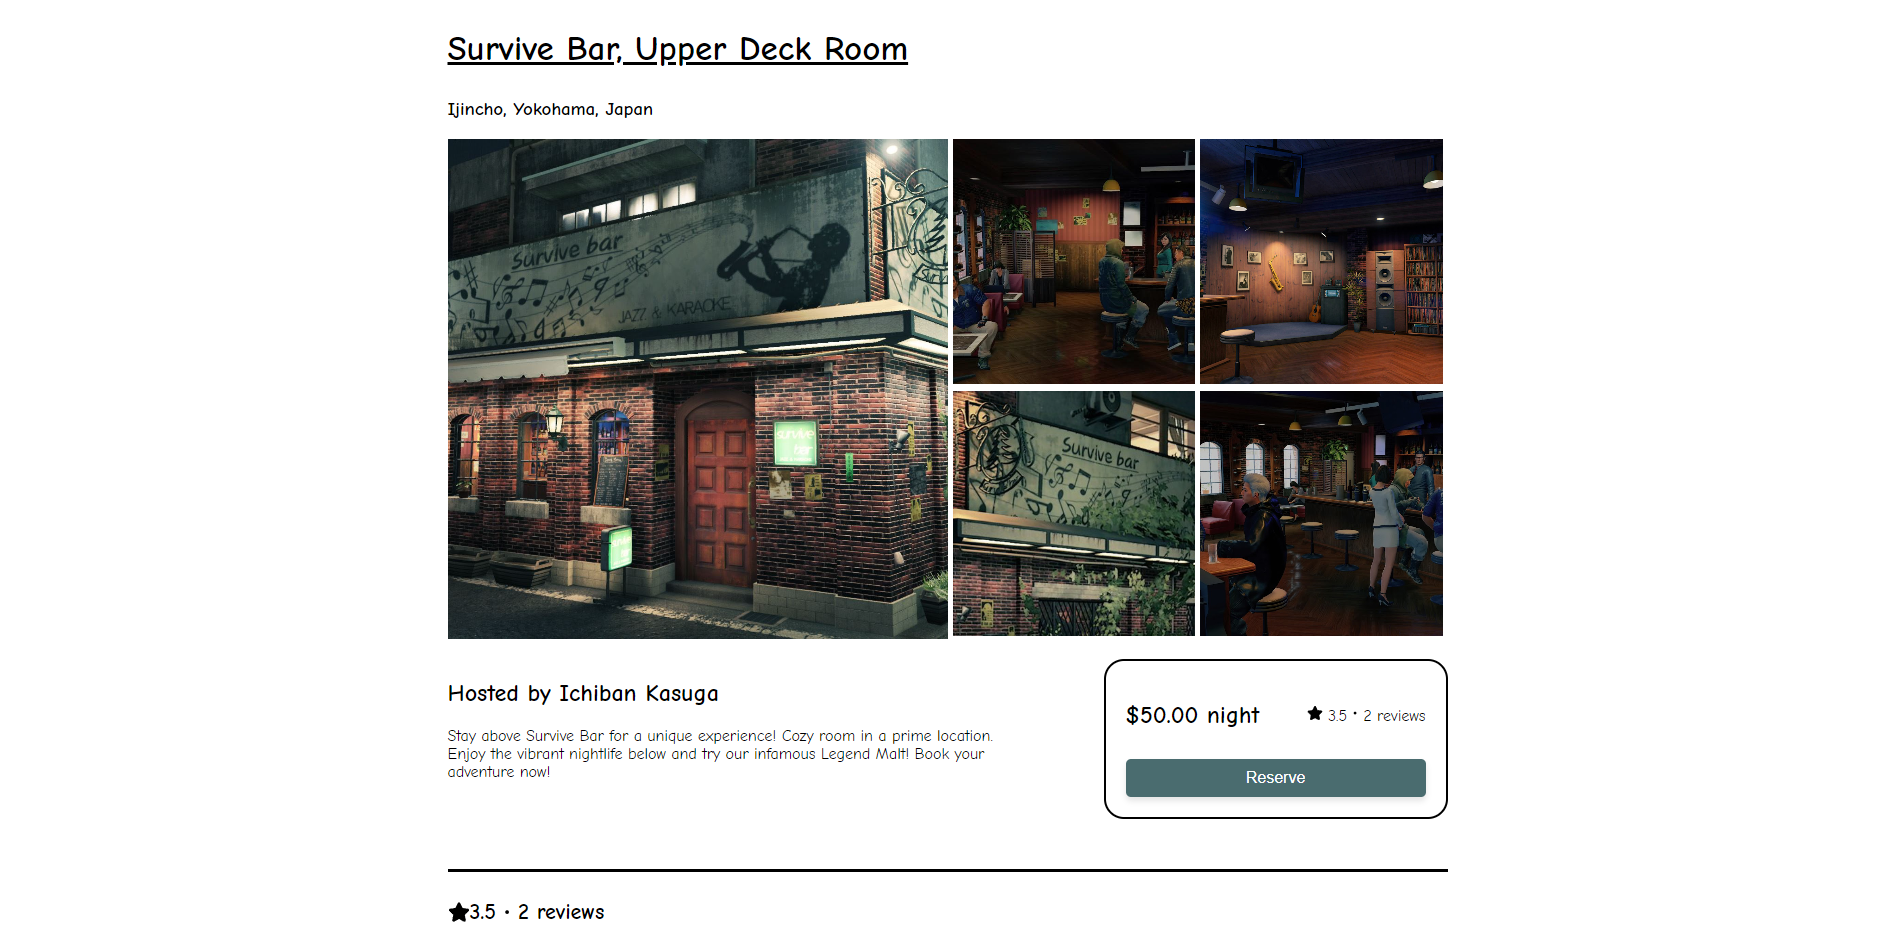 Survive Bar, Upper Deck Room
Ijincho, Yokohama, Japan
Survive bar
JAZZ & KARAOKE
survive
bar
Survive bar
Hosted by Ichiban Kasuga
Stay above Survive Bar for a unique experience! Cozy room in a prime location.
Enjoy the vibrant nightlife below and try our infamous Legend Malt! Book your
adventure now!
$50.00 night
3.5 · 2 reviews
Reserve
3.5 · 2 reviews